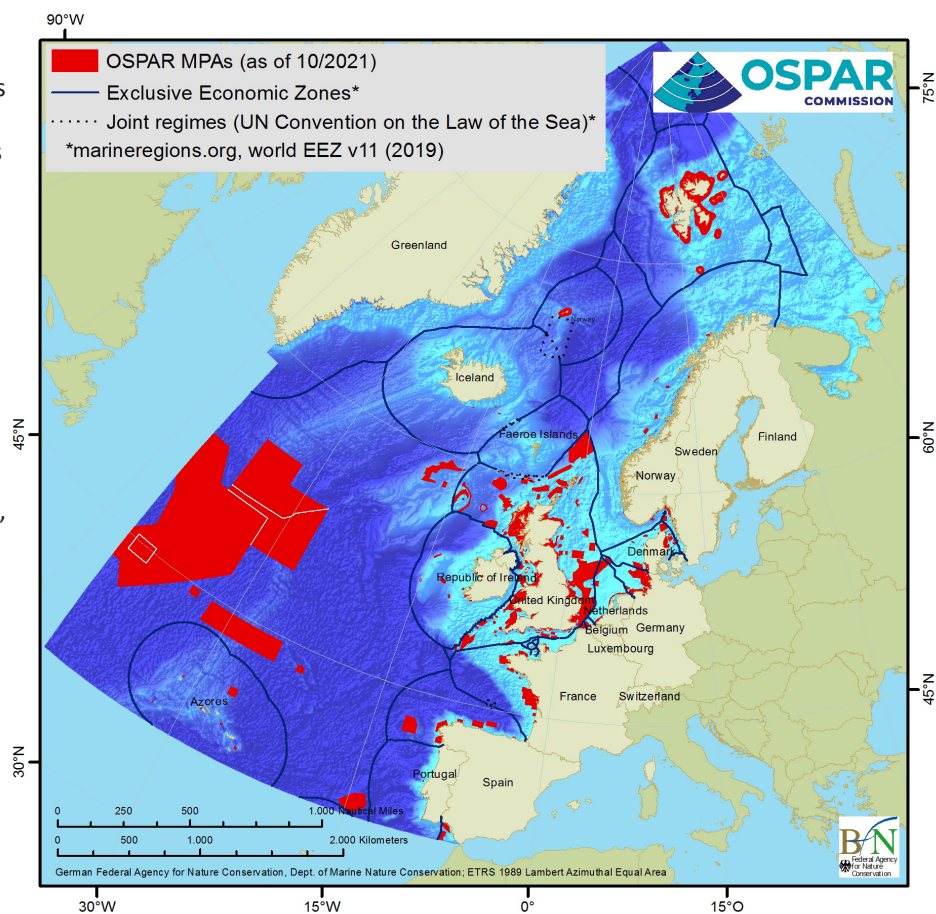 90°W
s
OSPAR MPAs (as of 10/2021)
Exclusive Economic Zones*
Joint regimes (UN Convention on the Law of the Sea)*
*marineregions.org, world EEZ v11 (2019)
OSPAR
COMMISSION
75°N
s
Greenland
Norway
Iceland
45°N
Faeroe Islands
60°N
Finland
Sweden
Norway
,
Denmark
Republic of Ireland
United Kingdom
Netherlands
Belgium
Germany
Luxembourg
Azores
France
Switzerland
45°N
30°N
Portugal
Spain
0 250 500 1.000 Nautical Miles
0 500 1.000 2.000 Kilometers
BfN
Federal Agency
for Nature
Conservation
German Federal Agency for Nature Conservation, Dept. of Marine Nature Conservation; ETRS 1989 Lambert Azimuthal Equal Area
30°W
15°W
0°
15°E